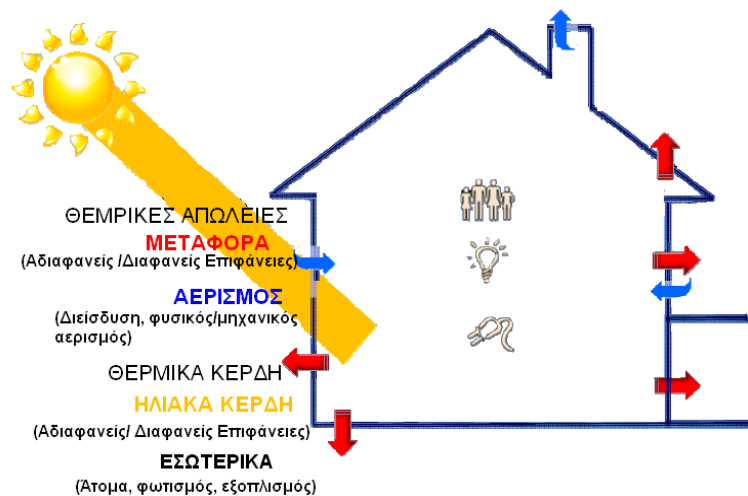 ΘΕΜΡΙΚΕΣ ΑΠΩΛΕΙΕΣ
ΜΕΤΑΦΟΡΑ
(Αδιαφανείς /Διαφανείς Επιφάνειες)
ΑΕΡΙΣΜΟΣ
(Διείσδυση, φυσικός/μηχανικός
αερισμός)
ΘΕΡΜΙΚΑ ΚΕΡΔΗ
ΗΛΙΑΚΑ ΚΕΡΔΗ
(Αδιαφανείς/ Διαφανείς Επιφάνειες)
ΕΣΩΤΕΡΙΚΑ
(Άτομα, φωτισμός, εξοπλισμός)